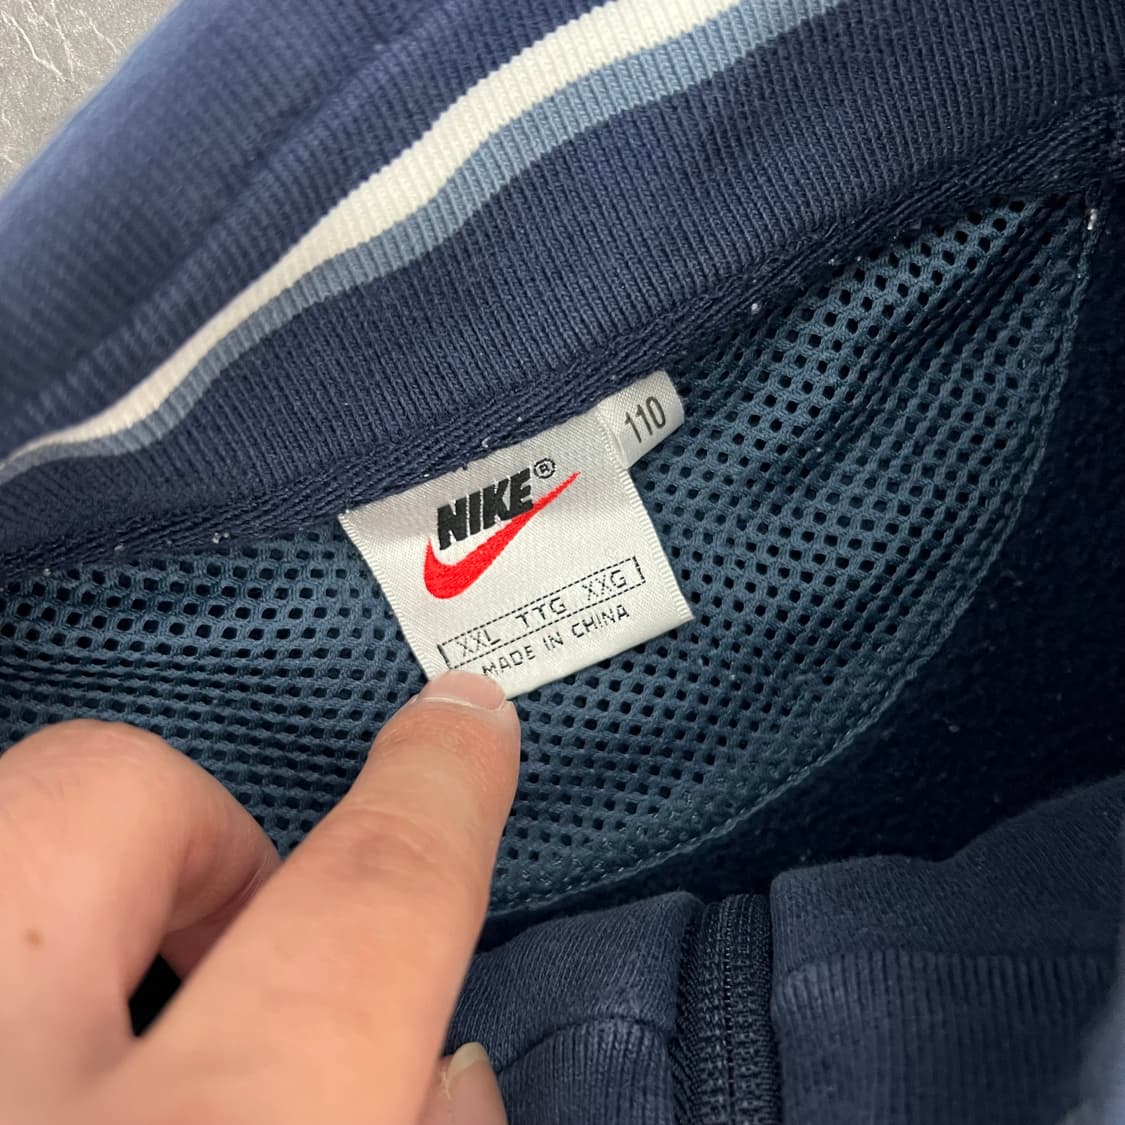 110
NIKE®
XXL TTG XXG
MADE IN CHINA